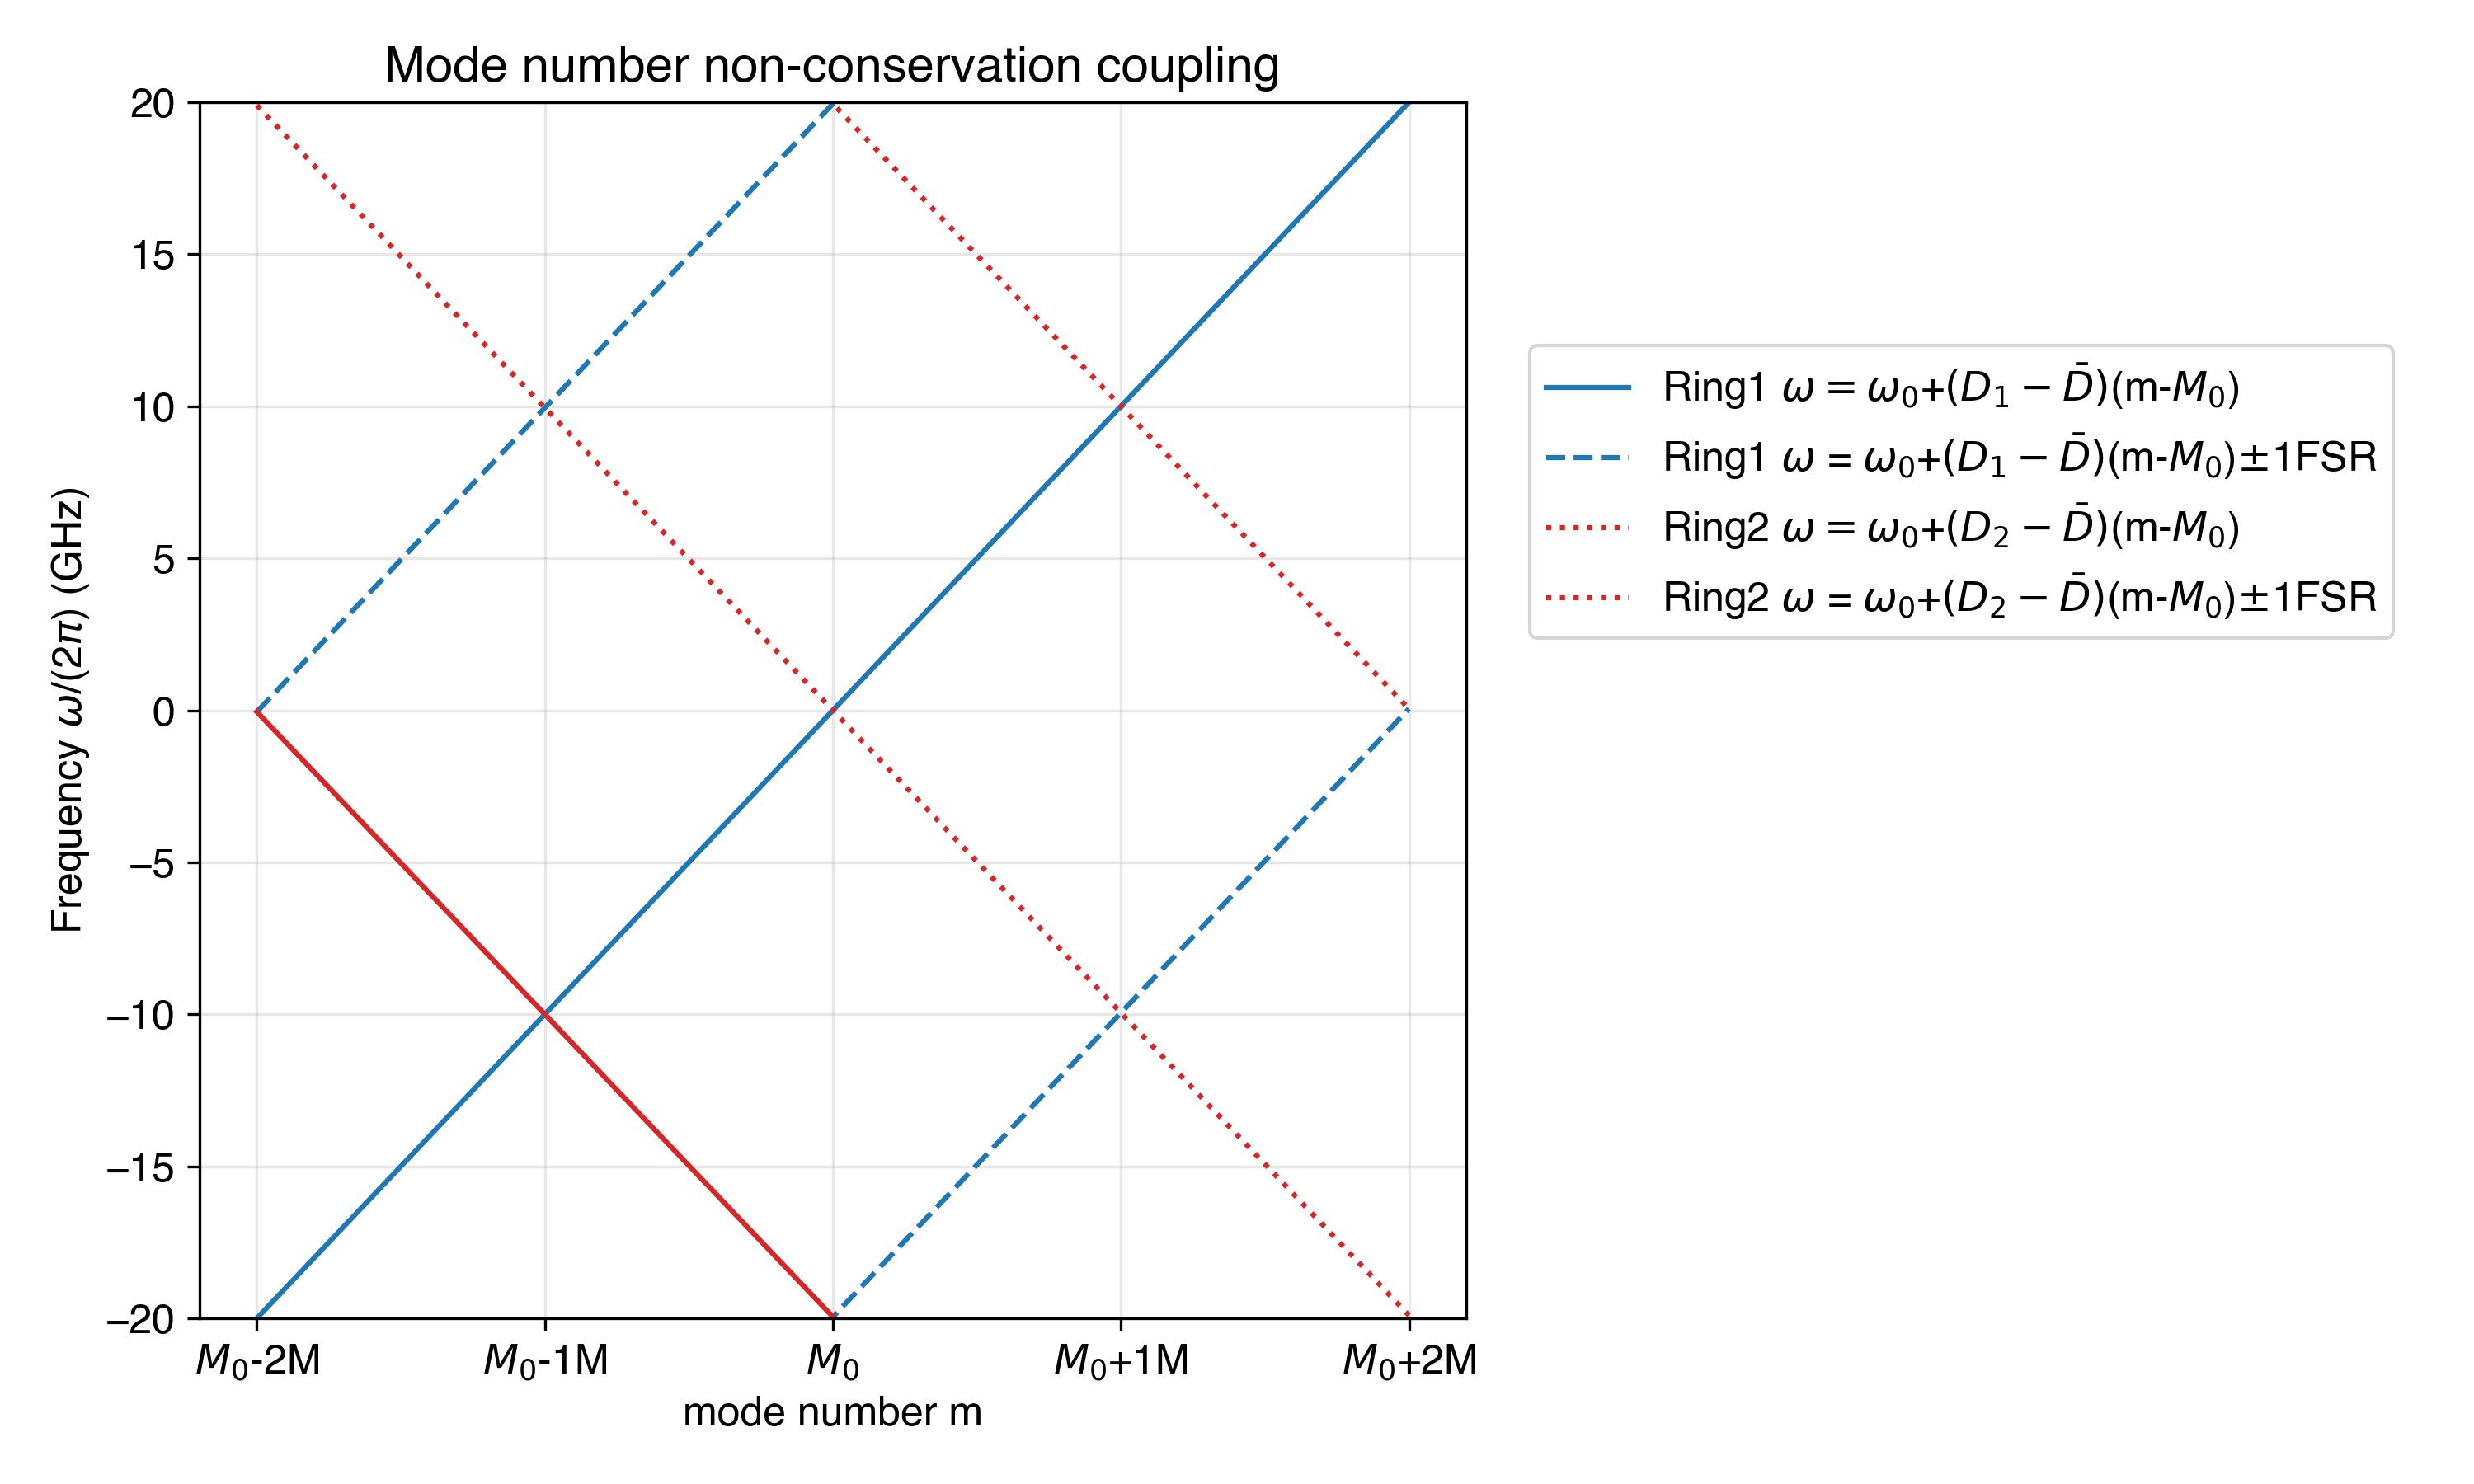 Mode number non-conservation coupling
20
15
10
5
0
−5
−10
−15
−20
Frequency ω/(2π) (GHz)
M₀-2M
M₀-1M
M₀
M₀+1M
M₀+2M
mode number m
Ring1 ω = ω₀+(D₁ − D̄)(m-M₀)
Ring1 ω = ω₀+(D₁ − D̄)(m-M₀)±1FSR
Ring2 ω = ω₀+(D₂ − D̄)(m-M₀)
Ring2 ω = ω₀+(D₂ − D̄)(m-M₀)±1FSR